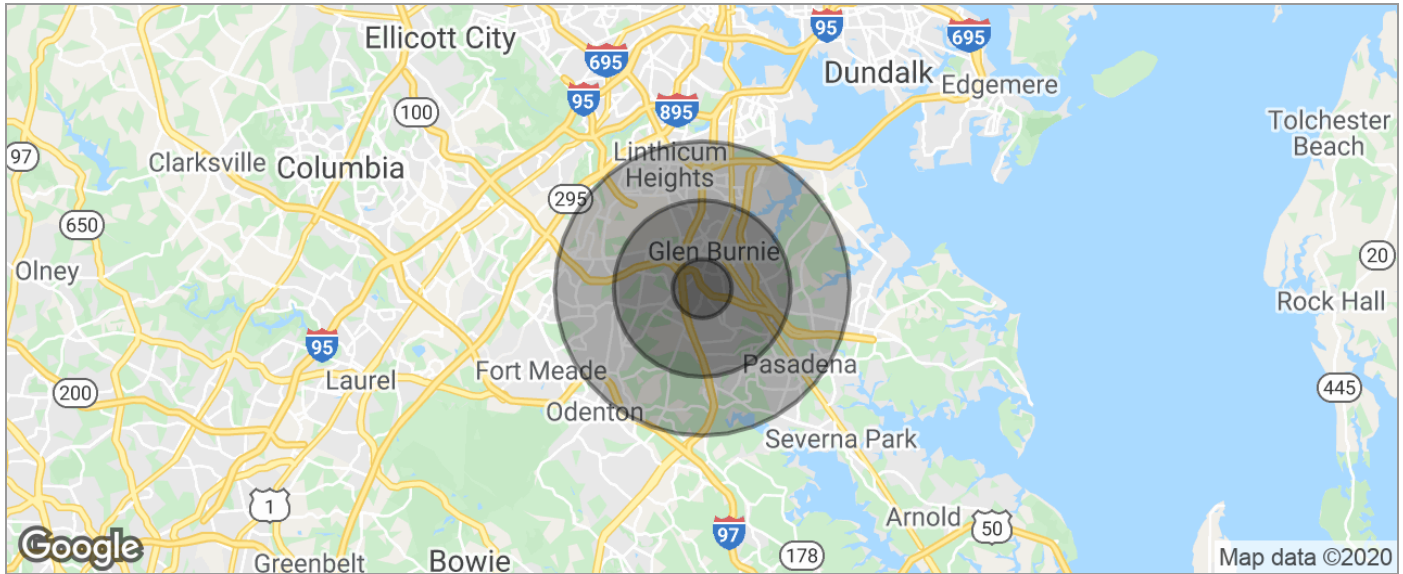 Ellicott City
695
95
695
Dundalk
Edgemere
95
895
100
Tolchester
Beach
97
Clarksville
Columbia
Linthicum
Heights
295
650
Glen Burnie
20
Olney
Rock Hall
95
Pasadena
Fort Meade
Laurel
200
445
Odenton
Severna Park
1
Arnold
50
97
178
Google
Greenbelt
Bowie
Map data ©2020